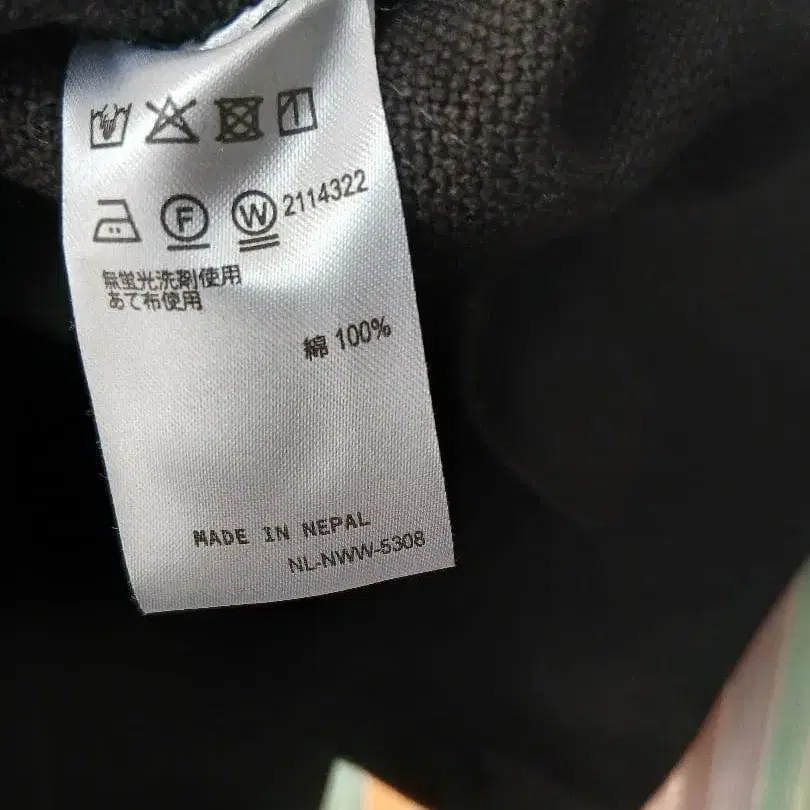 F W 2114322
無蛍光洗剤使用
あて布使用
綿 100%
MADE IN NEPAL
NL-NWW-5308